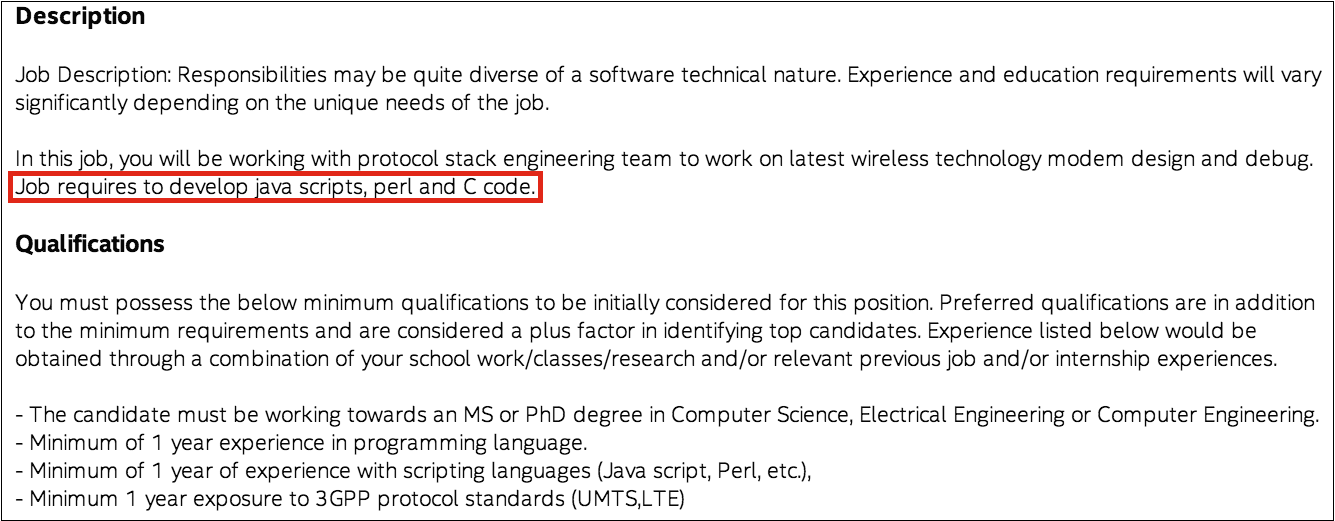 Description
Job Description: Responsibilities may be quite diverse of a software technical nature. Experience and education requirements will vary
significantly depending on the unique needs of the job.
In this job, you will be working with protocol stack engineering team to work on latest wireless technology modem design and debug.
Job requires to develop java scripts, perl and C code.
Qualifications
You must possess the below minimum qualifications to be initially considered for this position. Preferred qualifications are in addition
to the minimum requirements and are considered a plus factor in identifying top candidates. Experience listed below would be
obtained through a combination of your school work/classes/research and/or relevant previous job and/or internship experiences.
- The candidate must be working towards an MS or PhD degree in Computer Science, Electrical Engineering or Computer Engineering.
- Minimum of 1 year experience in programming language.
- Minimum of 1 year of experience with scripting languages (Java script, Perl, etc.),
- Minimum 1 year exposure to 3GPP protocol standards (UMTS,LTE)